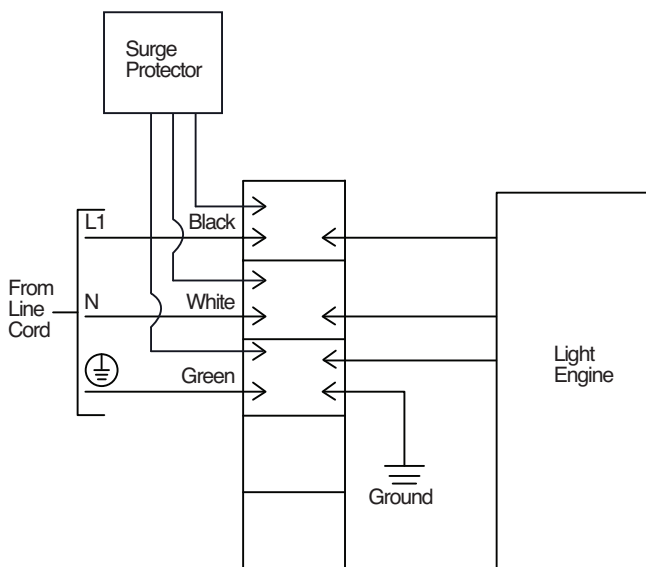 Surge
Protector
L1
Black
From
Line
Cord
N
White
Green
Light
Engine
Ground